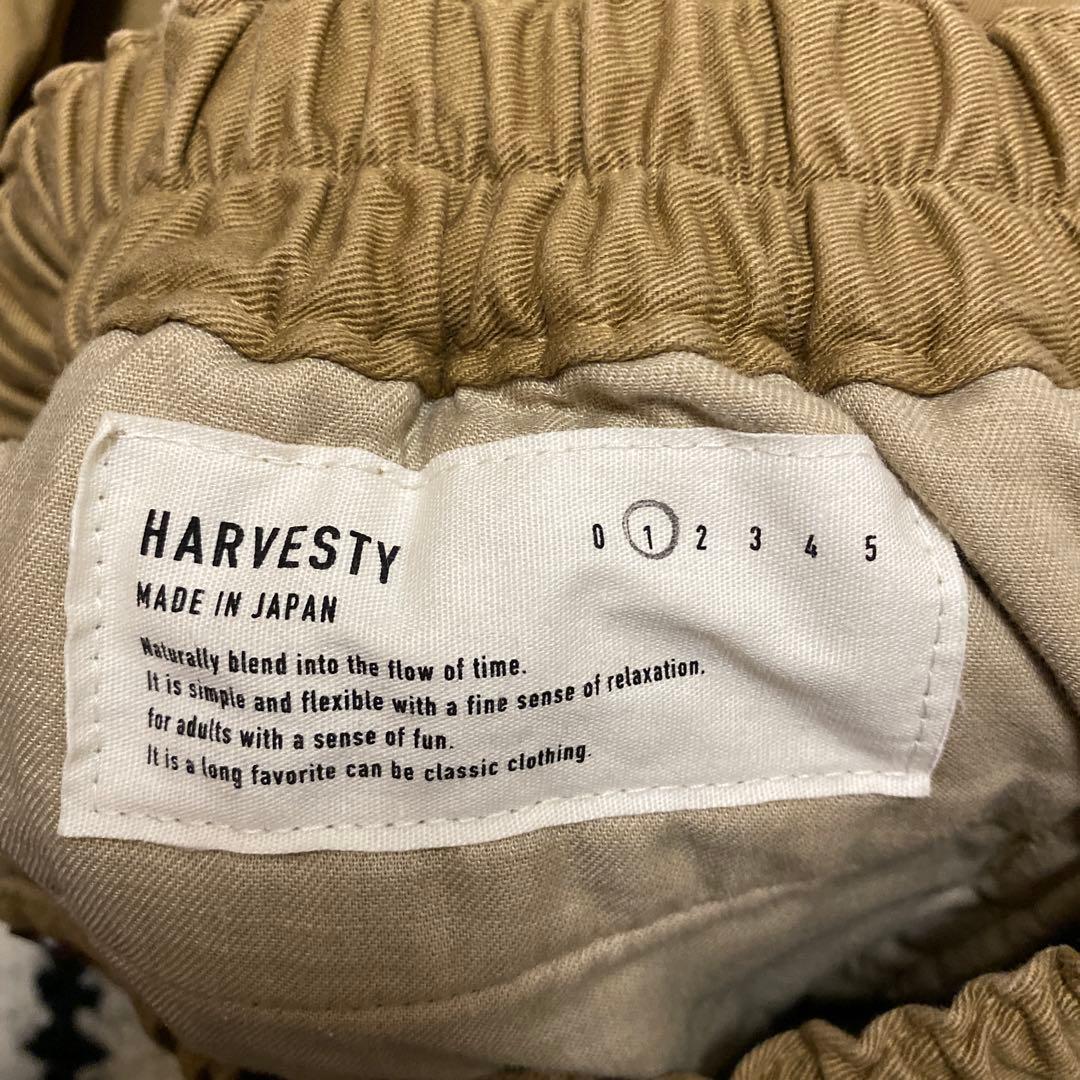 HARVESTY
0 1 2 3 4 5
MADE IN JAPAN
Naturally blend into the flow of time.
It is simple and flexible with a fine sense of relaxation.
for adults with a sense of fun.
It is a long favorite can be classic clothing.